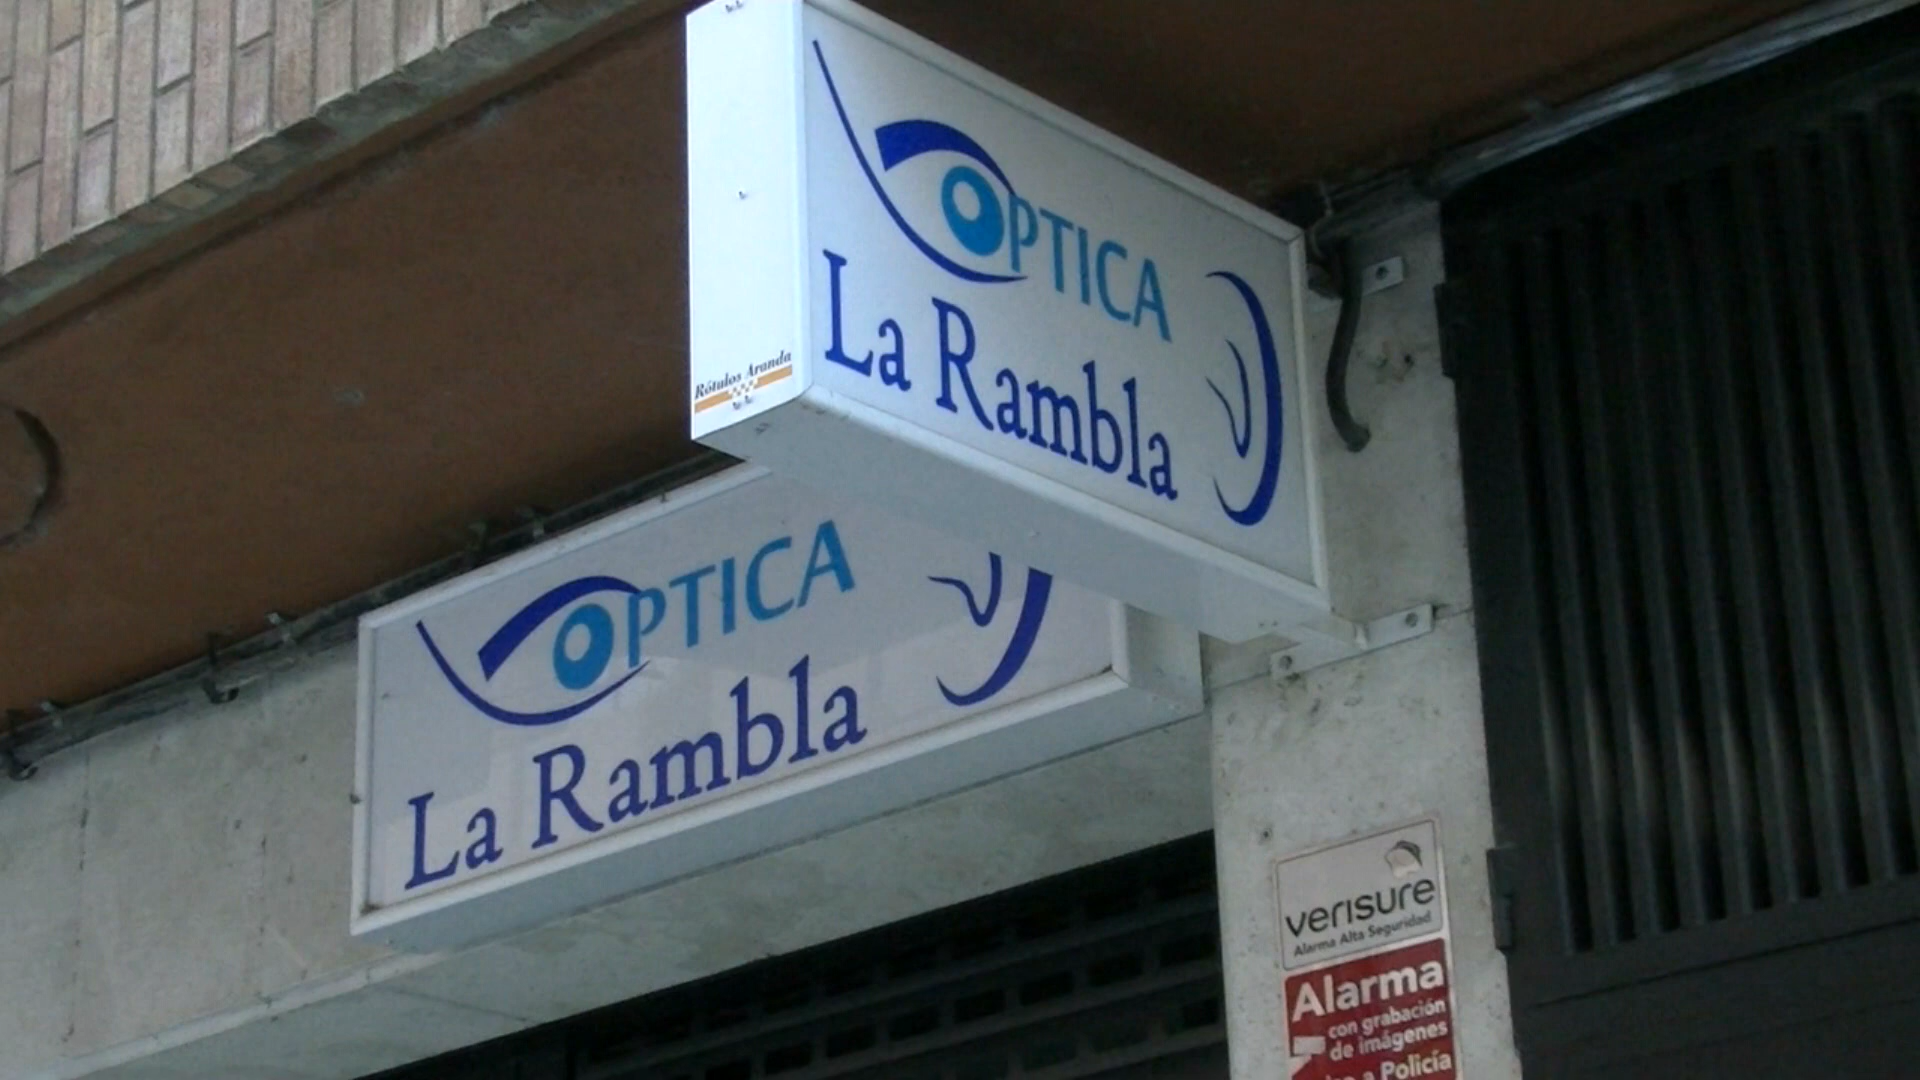 OPTICA
La Rambla
Rótulos Aranda
OPTICA
La Rambla
verisure
Alarma Alta Seguridad
Alarma
con grabación
de imágenes
a Policía